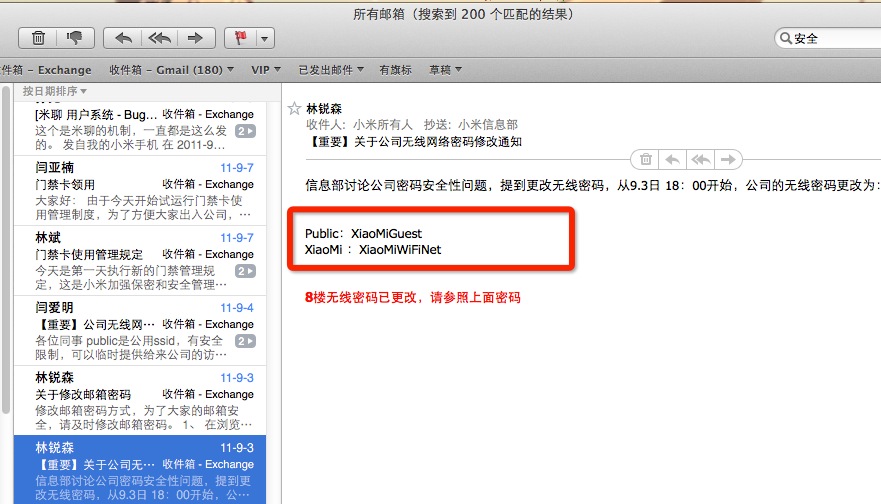 所有邮箱（搜索到 200 个匹配的结果）
安全
件箱 - Exchange 收件箱 - Gmail (180) VIP 已发出邮件 有旗标 草稿
按日期排序
[米聊 用户系统 - Bug... 收件箱 - Exchange
这个是米聊的机制，一直都是这么发
的。 发自我的小米手机 在 2011-9... 2
闫亚楠 11-9-7
门禁卡领用 收件箱 - Exchange
大家好： 由于今天开始试运行门禁卡使
用管理制度，为了方便大家出入公司，...
林斌 11-9-7
门禁卡使用管理规定 收件箱 - Exchange
今天是第一天执行新的门禁管理规
定，这是小米加强保密和安全管理... 2
闫爱明 11-9-4
【重要】公司无线网... 收件箱 - Exchange
各位同事 public是公用ssid，有安全
限制，可以临时提供给来公司的访... 2
林锐森 11-9-3
关于修改邮箱密码 收件箱 - Exchange
修改邮箱密码方式，为了大家的邮箱安
全，请及时修改邮箱密码。 1、 在浏览...
林锐森 11-9-3
【重要】关于公司无... 收件箱 - Exchange
信息部讨论公司密码安全性问题，提到更
改无线密码，从9.3日 18：00开始，公...
林锐森
收件人：小米所有人 抄送：小米信息部
【重要】关于公司无线网络密码修改通知
信息部讨论公司密码安全性问题，提到更改无线密码，从9.3日 18：00开始，公司的无线密码更改为：
Public：XiaoMiGuest
XiaoMi ：XiaoMiWiFiNet
8楼无线密码已更改，请参照上面密码